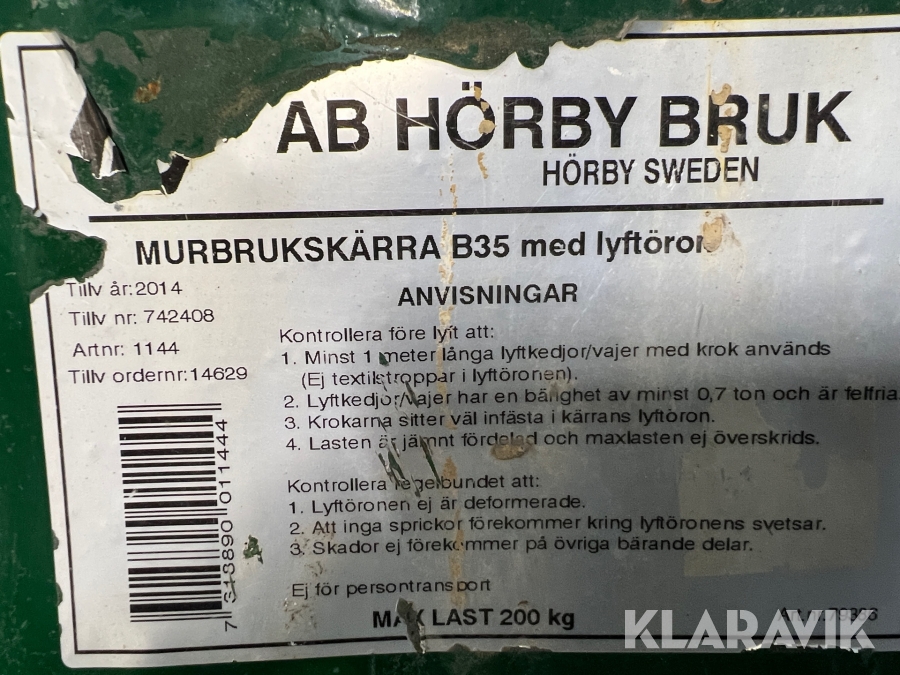 AB HÖRBY BRUK
HÖRBY SWEDEN
MURBRUKSKÄRRA B35 med lyftöron
Tillv år:2014
Tillv nr: 742408
Artnr: 1144
Tillv ordernr:14629
7 318890 011444
ANVISNINGAR
Kontrollera före lyft att:
1. Minst 1 meter långa lyftkedjor/vajer med krok används
(Ej textilstroppar i lyftöronen).
2. Lyftkedjor/vajer har en bärighet av minst 0,7 ton och är felfria
3. Krokarna sitter väl infästa i kärrans lyftöron.
4. Lasten är jämnt fördelad och maxlasten ej överskrids.
Kontrollera regelbundet att:
1. Lyftöronen ej är deformerade.
2. Att inga sprickor förekommer kring lyftöronens svetsar.
3. Skador ej förekommer på övriga bärande delar.
Ej för persontransport
MAX LAST 200 kg
KLARAVIK